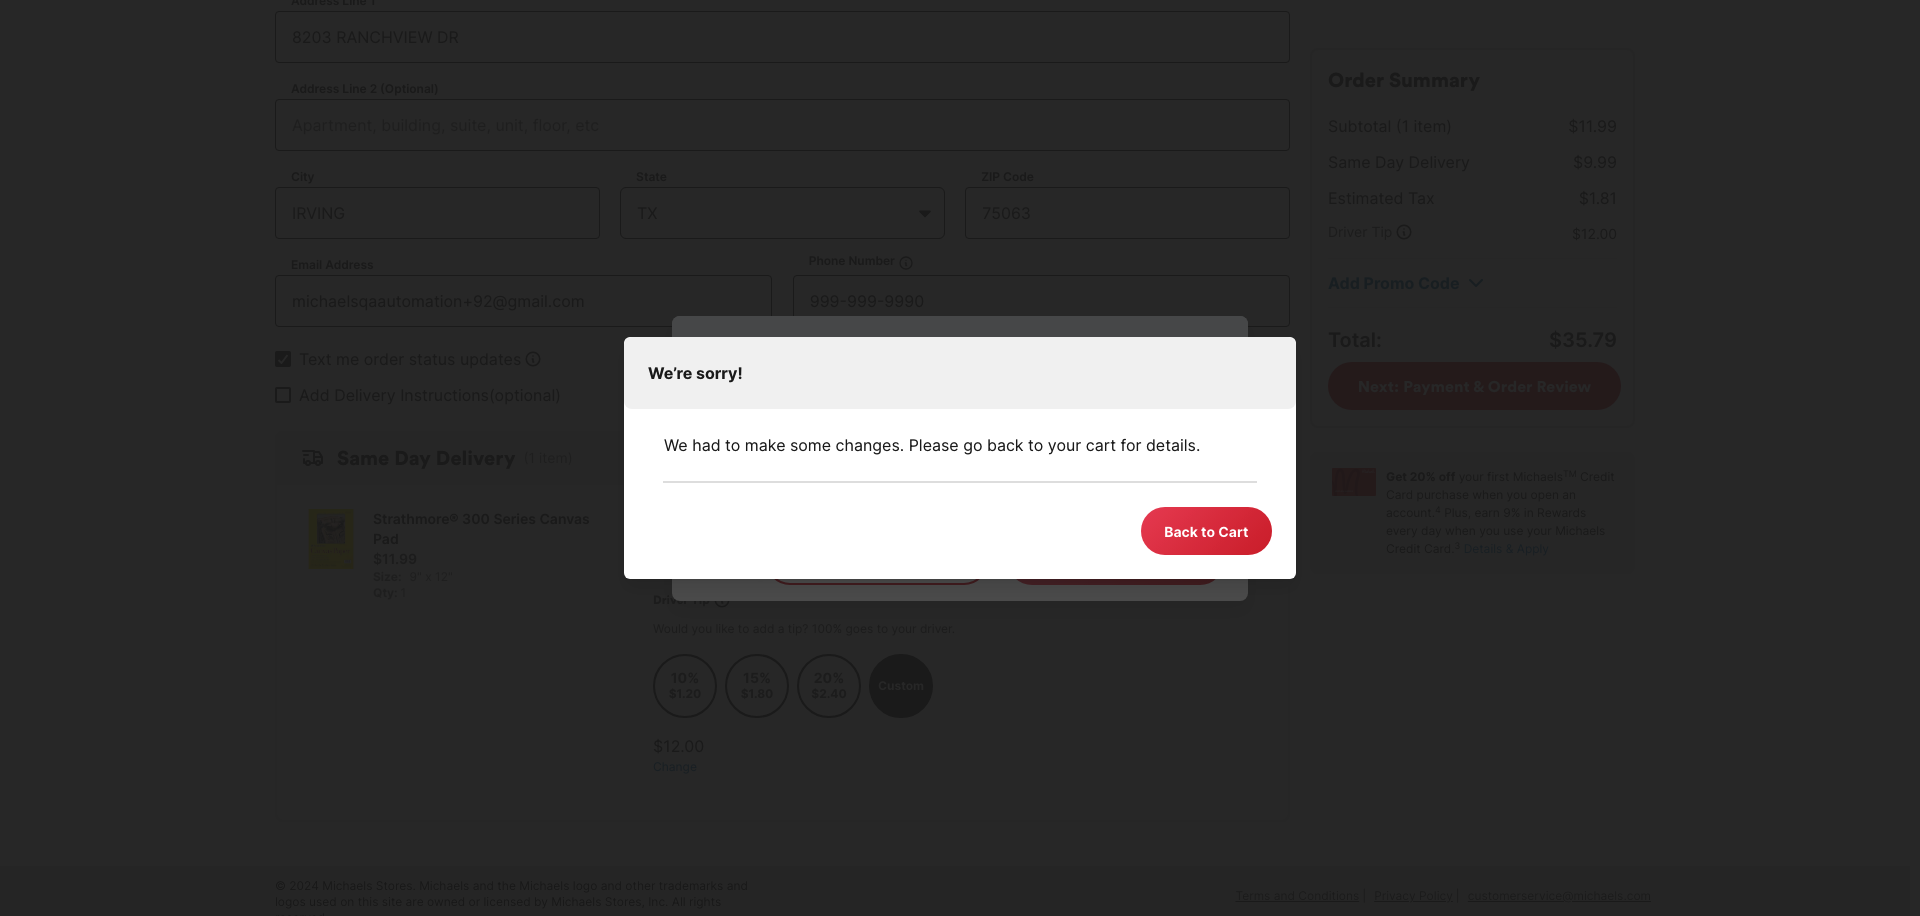 Address Line 1
8203 RANCHVIEW DR
Address Line 2 (Optional)
Apartment, building, suite, unit, floor, etc
City
State
ZIP Code
IRVING
TX
75063
Email Address
Phone Number
michaelsqaautomation+92@gmail.com
999-999-9990
Text me order status updates
Add Delivery Instructions(optional)
Same Day Delivery (1 item)
Strathmore® 300 Series Canvas
Pad
$11.99
Size: 9" x 12"
Qty: 1
Order Summary
Subtotal (1 item) $11.99
Same Day Delivery $9.99
Estimated Tax $1.81
Driver Tip $12.00
Add Promo Code
Total: $35.79
Next: Payment & Order Review
Get 20% off your first Michaels™ Credit
Card purchase when you open an
every day when you use your Michaels
Details & Apply
We're sorry!
We had to make some changes. Please go back to your cart for details.
Back to Cart
Driver Tip
Would you like to add a tip? 100% goes to your driver
10%
$1.20
15%
$1.80
20%
$2.40
Custom
$12.00
Change
© 2024 Michaels Stores. Michaels and the Michaels logo and other trademarks and
logos used on this site are owned or licensed by Michaels Stores, Inc. All rights
Terms and Conditions | Privacy Policy | customerservice@michaels.com